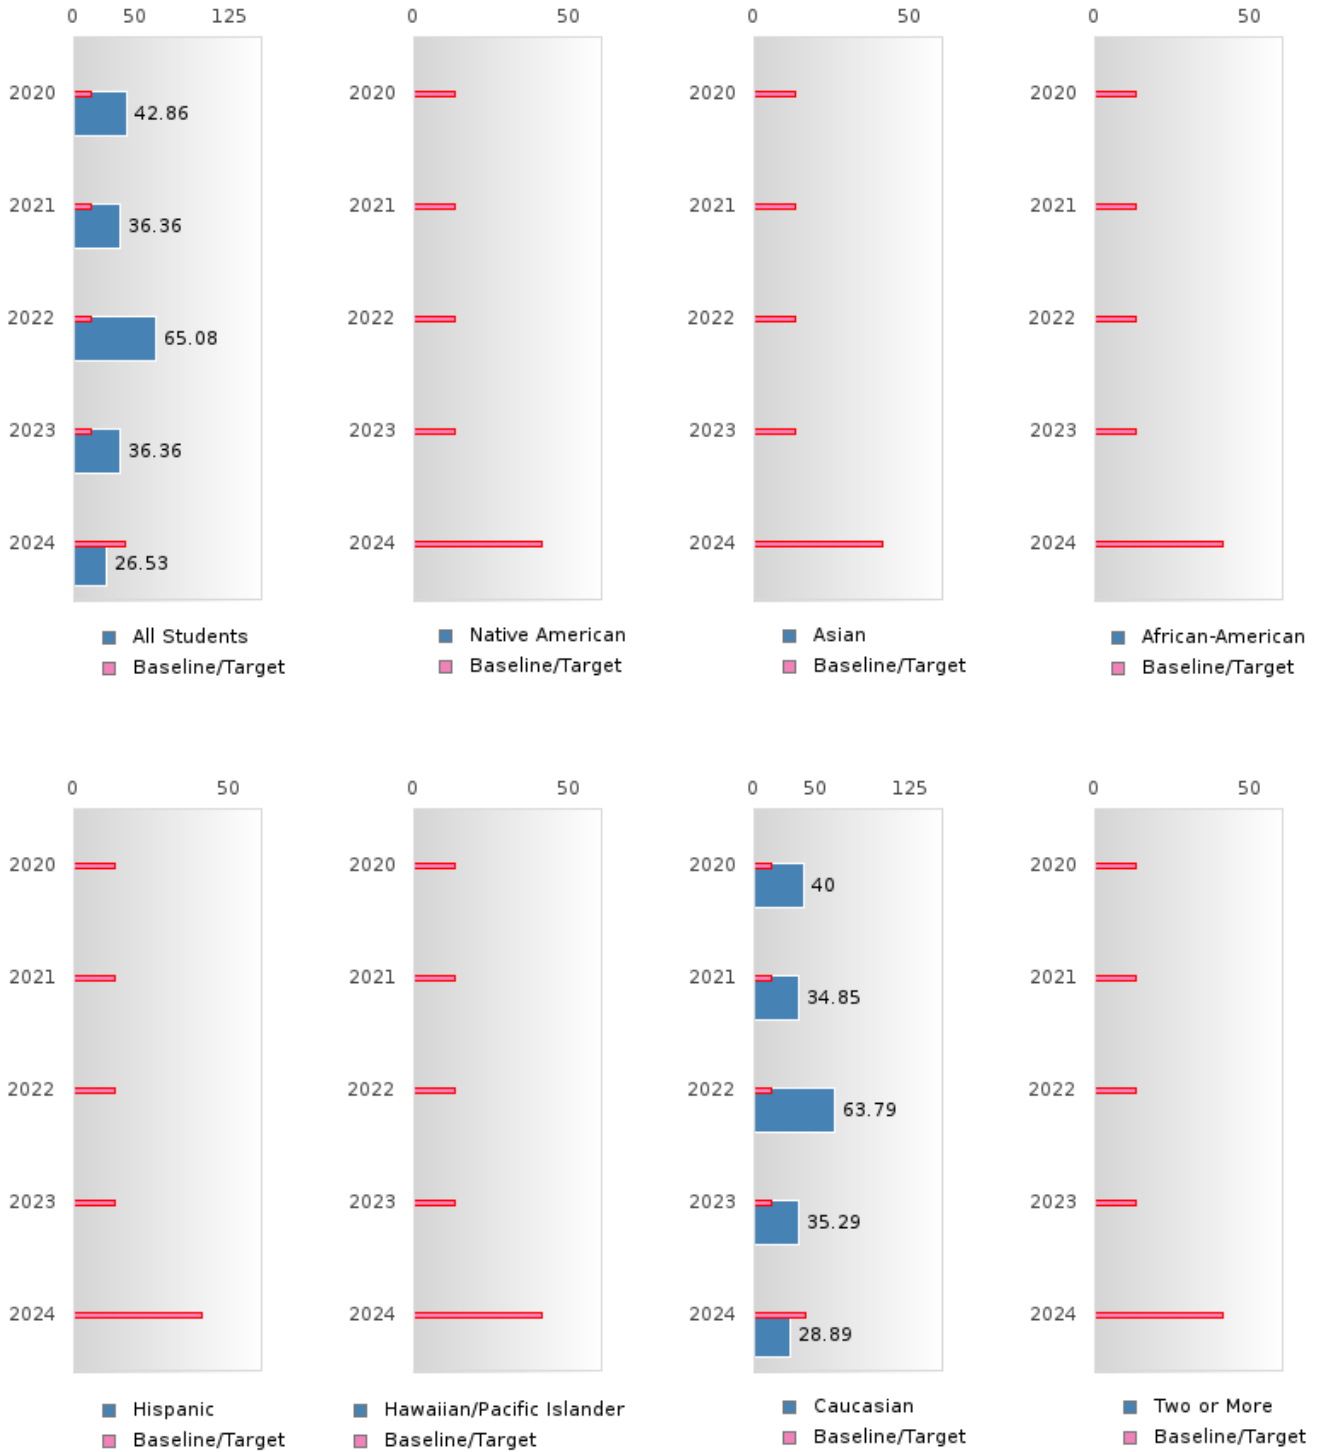 0 50 125
0 50
0 50
0 50
2020 42.86
2021 36.36
2022 65.08
2023 36.36
2024 26.53
2020
2021
2022
2023
2024
2020
2021
2022
2023
2024
2020
2021
2022
2023
2024
All Students
Baseline/Target
Native American
Baseline/Target
Asian
Baseline/Target
African-American
Baseline/Target
0 50
0 50
0 50 125
0 50
2020
2021
2022
2023
2024
2020
2021
2022
2023
2024
2020 40
2021 34.85
2022 63.79
2023 35.29
2024 28.89
2020
2021
2022
2023
2024
Hispanic
Baseline/Target
Hawaiian/Pacific Islander
Baseline/Target
Caucasian
Baseline/Target
Two or More
Baseline/Target